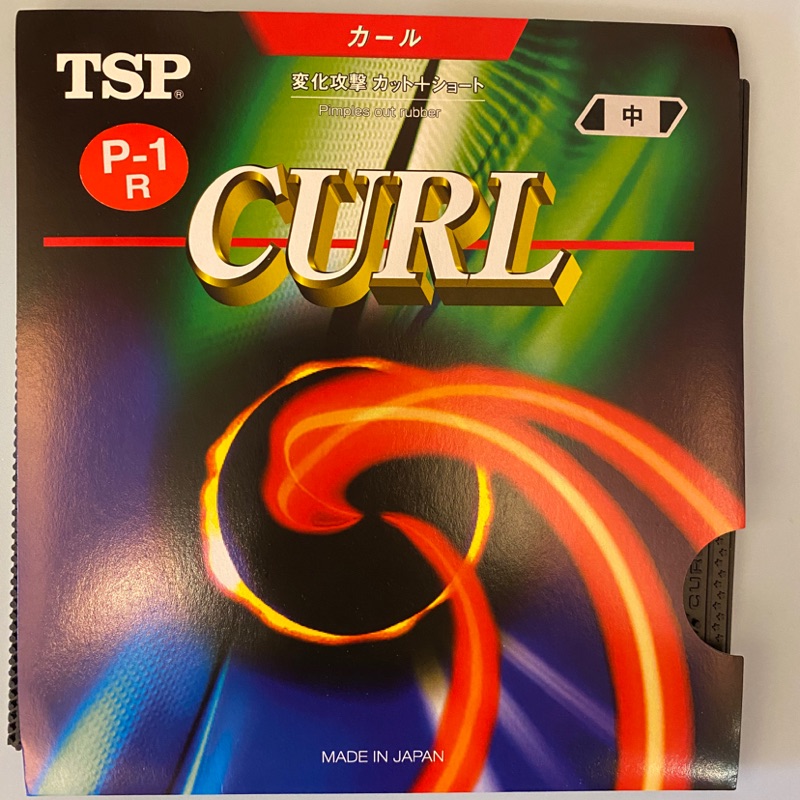 カール
TSP®
変化攻撃 カット+ショート
Pimples out rubber
中
P-1
R
CURL
CUR
MADE IN JAPAN